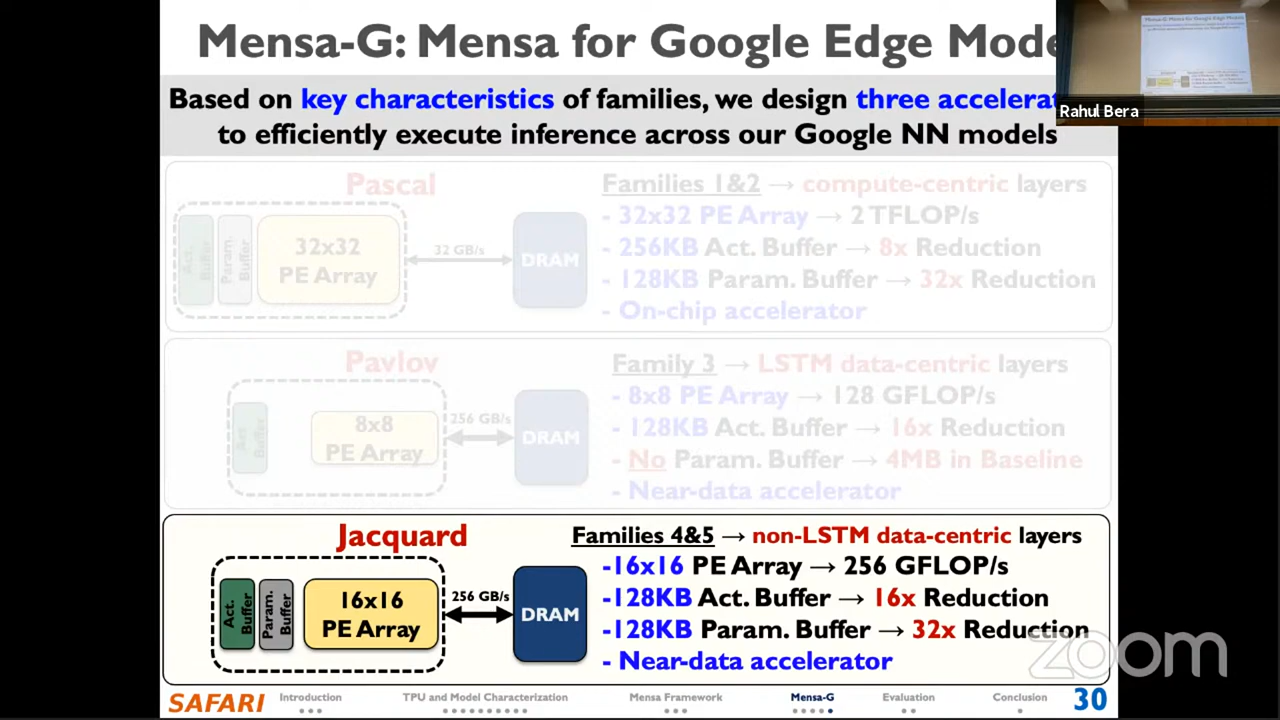 Mensa-G: Mensa for Google Edge Mode
Rahul Bera
Based on key characteristics of families, we design three accelerat
to efficiently execute inference across our Google NN models
Pascal
Act. Buffer
Param. Buffer
32x32
PE Array
32 GB/s
DRAM
Families 1&2 → compute-centric layers
- 32x32 PE Array → 2 TFLOP/s
- 256KB Act. Buffer → 8x Reduction
- 128KB Param. Buffer → 32x Reduction
- On-chip accelerator
Pavlov
Act. Buffer
8x8
PE Array
256 GB/s
DRAM
Family 3 → LSTM data-centric layers
- 8x8 PE Array → 128 GFLOP/s
- 128KB Act. Buffer → 16x Reduction
- No Param. Buffer → 4MB in Baseline
- Near-data accelerator
Jacquard
Act. Buffer
Param. Buffer
16x16
PE Array
256 GB/s
DRAM
Families 4&5 → non-LSTM data-centric layers
-16x16 PE Array → 256 GFLOP/s
-128KB Act. Buffer → 16x Reduction
-128KB Param. Buffer → 32x Reduction
- Near-data accelerator
zoom
SAFARI
Introduction
TPU and Model Characterization
Mensa Framework
Mensa-G
Evaluation
Conclusion
30